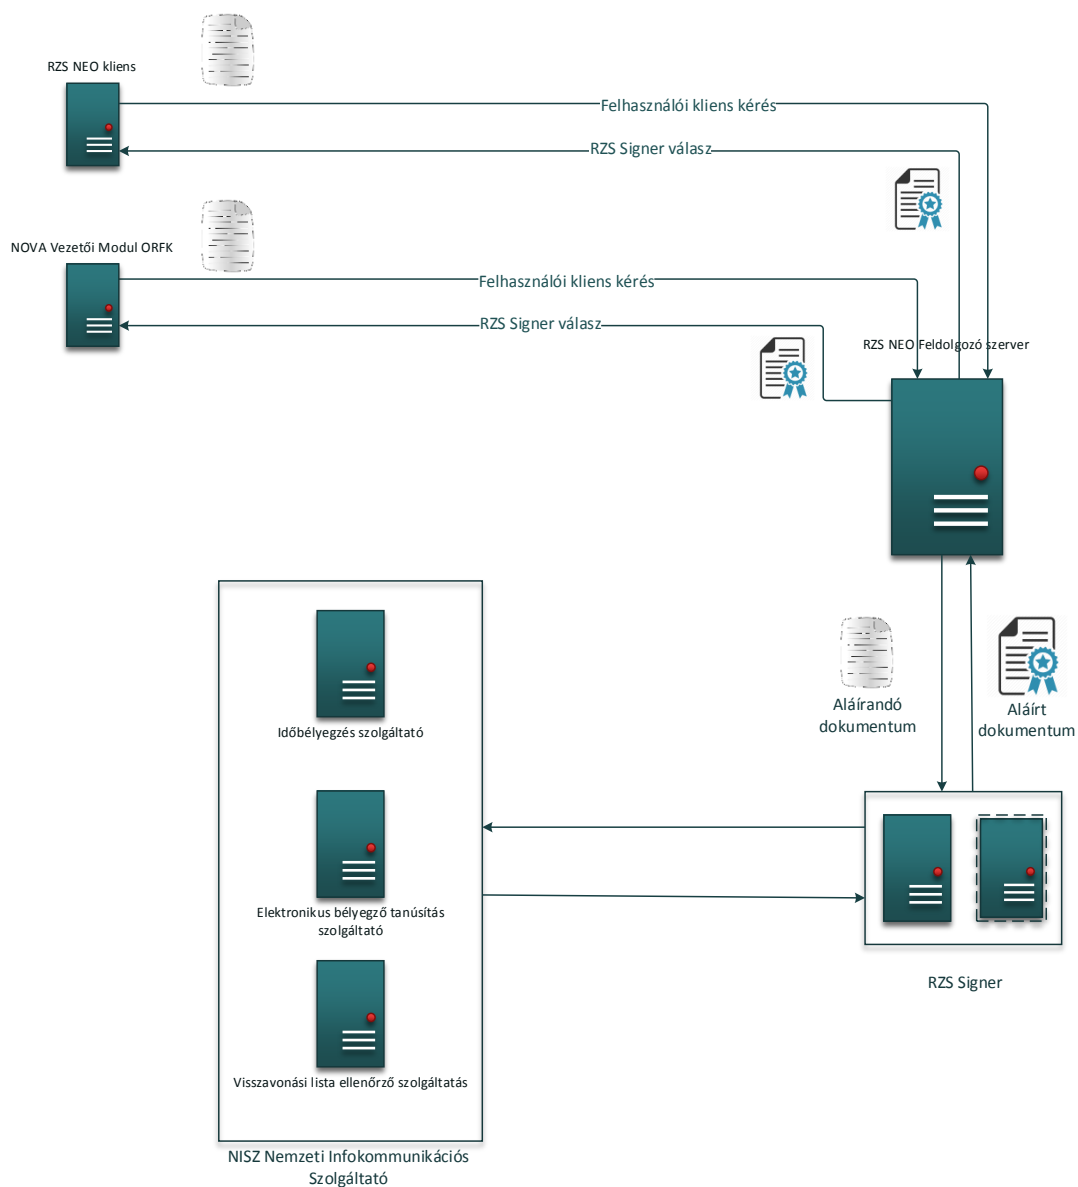 RZS NEO kliens
Felhasználói kliens kérés
RZS Signer válasz
NOVA Vezetői Modul ORFK
Felhasználói kliens kérés
RZS Signer válasz
RZS NEO Feldolgozó szerver
Aláírandó
dokumentum
Aláírt
dokumentum
Időbélyegzés szolgáltató
Elektronikus bélyegző tanúsítás
szolgáltató
RZS Signer
Visszavonási lista ellenőrző szolgáltatás
NISZ Nemzeti Infokommunikációs
Szolgáltató